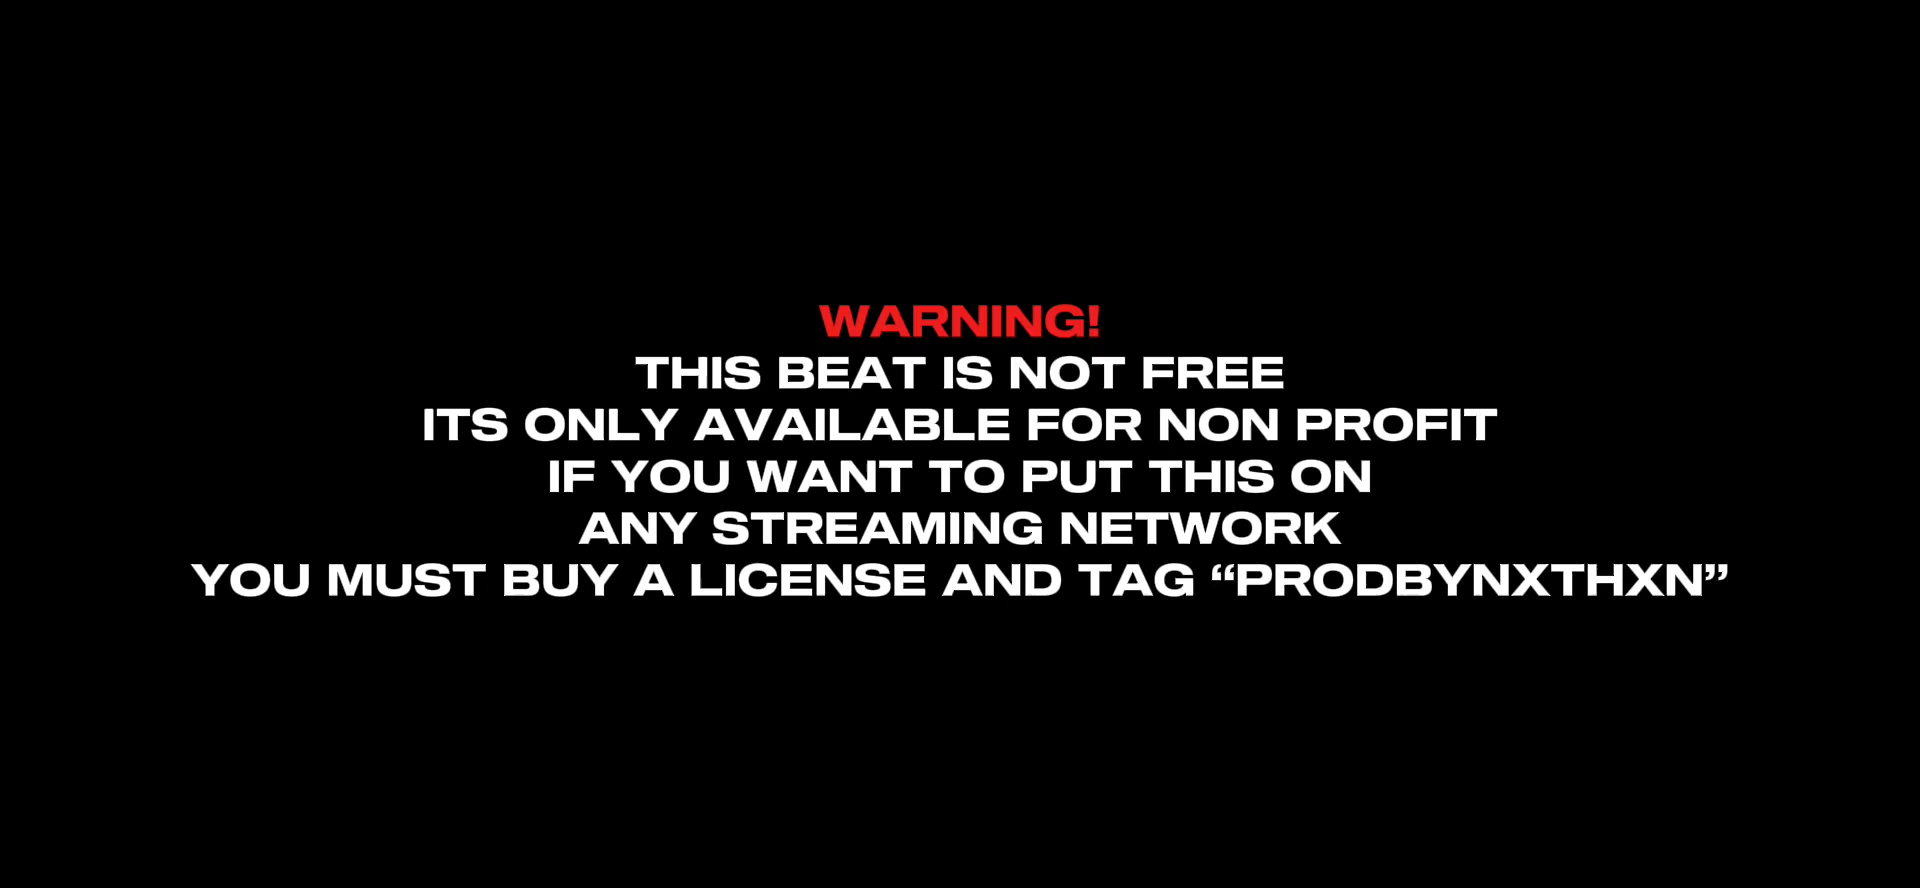 WARNING!
THIS BEAT IS NOT FREE
ITS ONLY AVAILABLE FOR NON PROFIT
IF YOU WANT TO PUT THIS ON
ANY STREAMING NETWORK
YOU MUST BUY A LICENSE AND TAG “PRODBYNXTHXN”